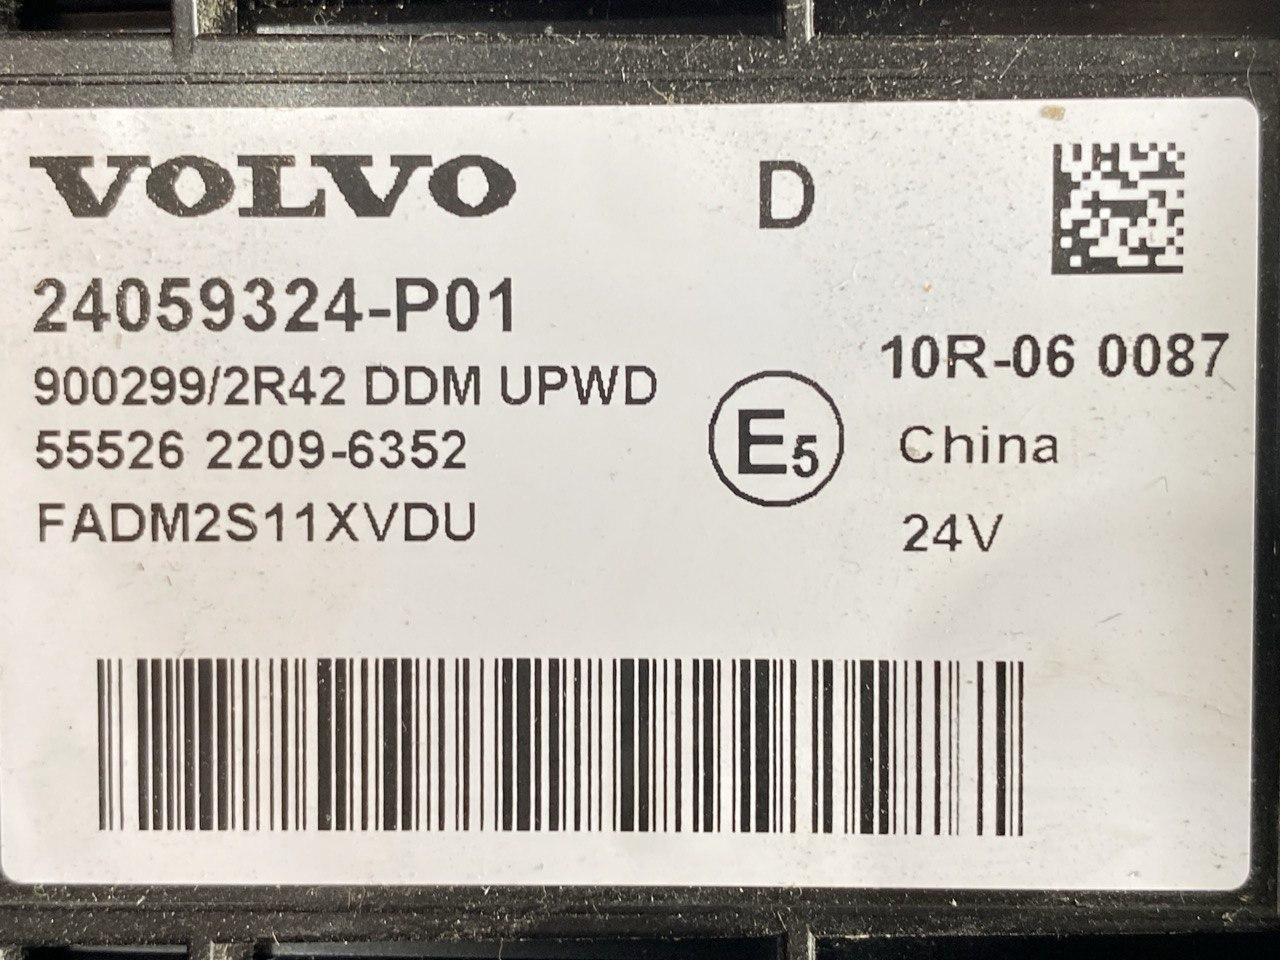 VOLVO D
24059324-P01
900299/2R42 DDM UPWD
55526 2209-6352
FADM2S11XVDU
E5
10R-06 0087
China
24V